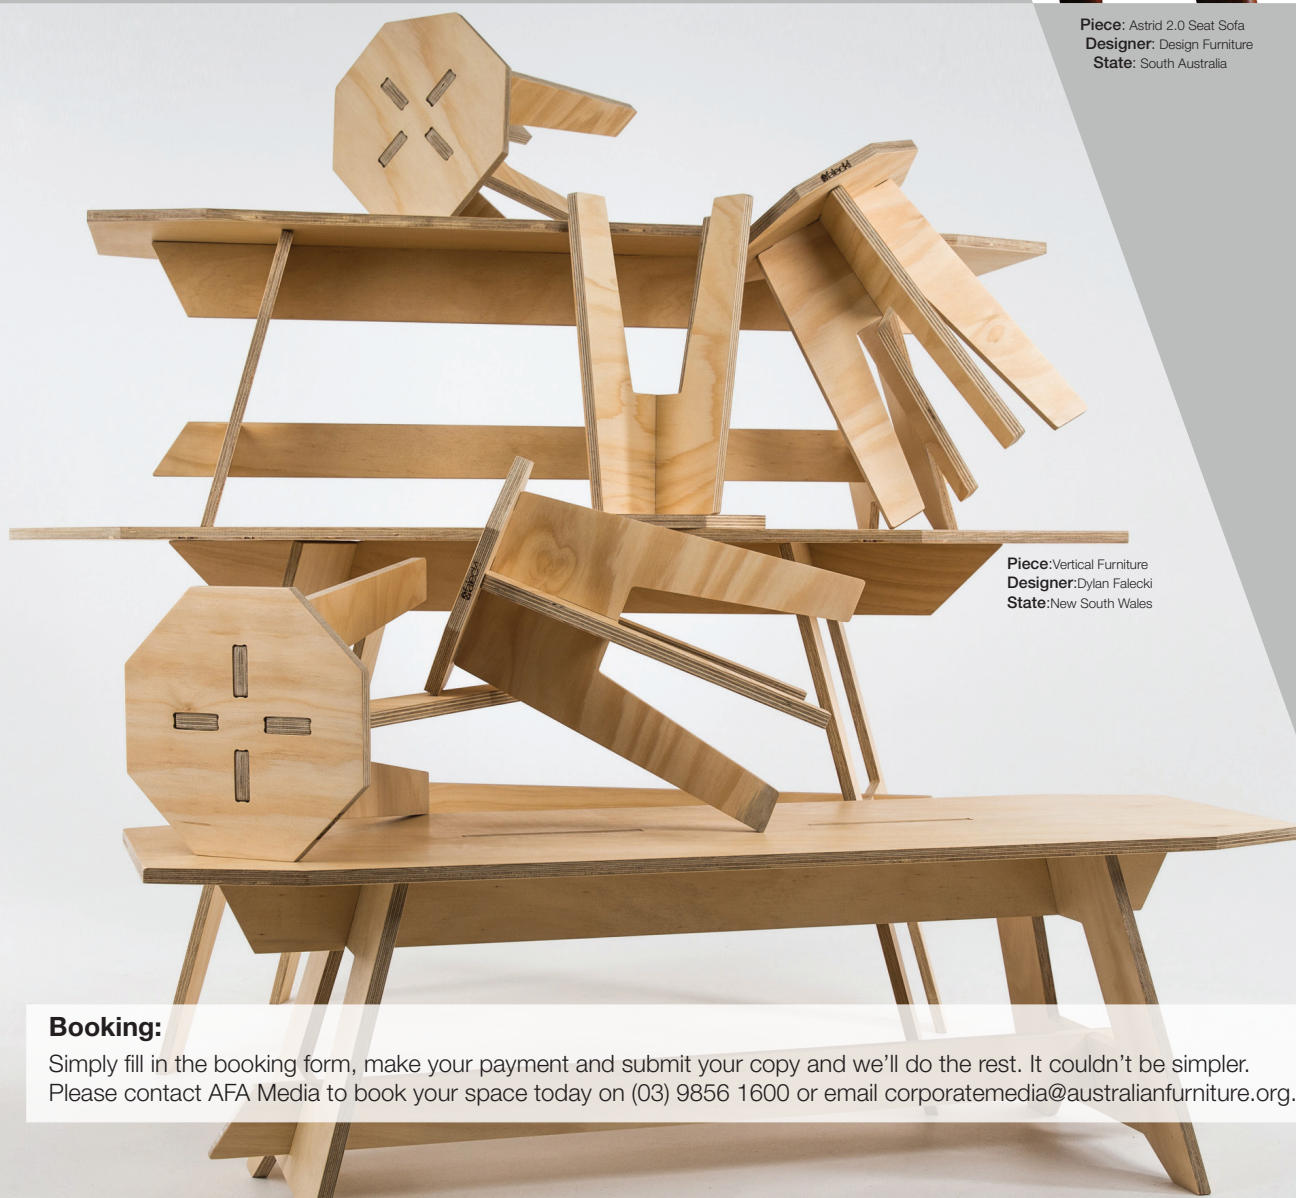 Piece: Astrid 2.0 Seat Sofa
Designer: Design Furniture
State: South Australia
falecki
falecki
Piece:Vertical Furniture
Designer:Dylan Falecki
State:New South Wales
Booking:
Simply fill in the booking form, make your payment and submit your copy and we’ll do the rest. It couldn’t be simpler.
Please contact AFA Media to book your space today on (03) 9856 1600 or email corporatemedia@australianfurniture.org.